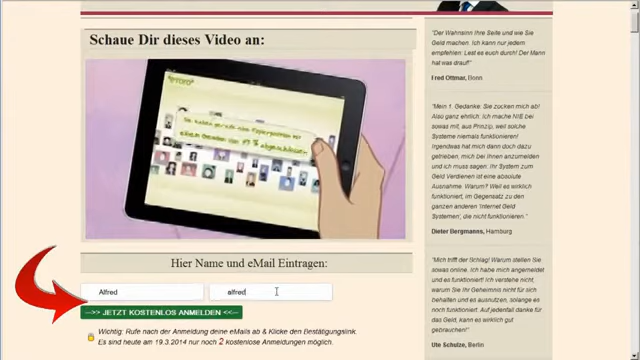 Schaue Dir dieses Video an:
"Der Wahnsinn Ihre Seite und wie Sie
Geld machen. Ich kann nur jedem
empfehlen: Lest es euch durch! Der Mann
hat was drauf!"
Fred Ottmar, Bonn
"Mein 1. Gedanke: Sie zucken mich ab!
Also ganz ehrlich. Ich mache NIE bei
sowas mit, aus Prinzip, weil solche
Systeme niemals funktionieren!
Irgendwas hat mich dann doch dazu
getrieben, mich bei Ihnen anzumelden
und ich muss sagen: Ihr System zum
Geld Verdienen ist eine absolute
Ausnahme. Warum? Weil es wirklich
funktioniert, im Gegensatz zu den
ganzen anderen 'Internet Geld
Systemen', die nicht funktionieren."
Dieter Bergmanns, Hamburg
"Mich trifft der Schlag! Warum stellen Sie
sowas online. Ich habe mich angemeldet
und es funktioniert wirklich! Ich würde
an Ihrer Stelle Ihr Geheimnis nicht für
sich behalten und es ausnutzen, solange es
noch funktioniert. Auf jedenfall danke für
das Geld, kann es wirklich gut
gebrauchen!"
Ute Schulze, Berlin
Hier Name und eMail Eintragen:
Alfred
alfred
-->> JETZT KOSTENLOS ANMELDEN <<--
Wichtig: Rufe nach der Anmeldung deine eMails ab & Klicke den Bestätigungslink.
Es sind heute am 19.3.2014 nur noch 2 kostenlose Anmeldungen möglich.